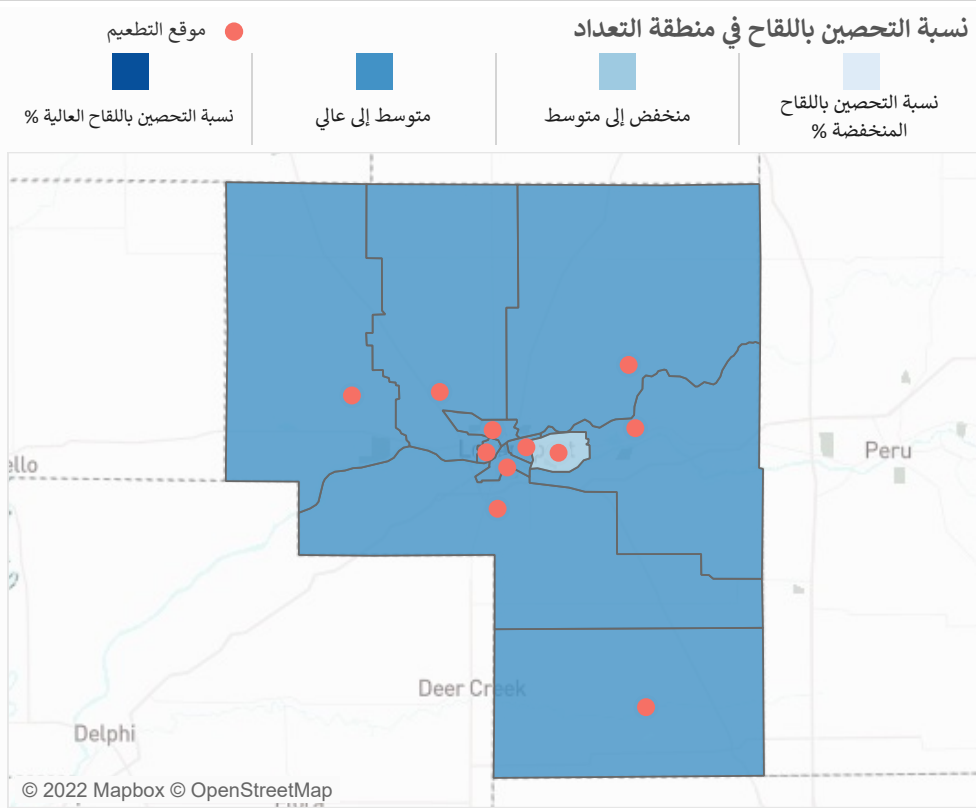 نسبة التحصين باللقاح في منطقة التعداد
موقع التطعيم
نسبة التحصين باللقاح
المنخفضة %
منخفض إلى متوسط
متوسط إلى عالي
نسبة التحصين باللقاح العالية %
Peru
ello
Deer Creek
Delphi
© 2022 Mapbox © OpenStreetMap